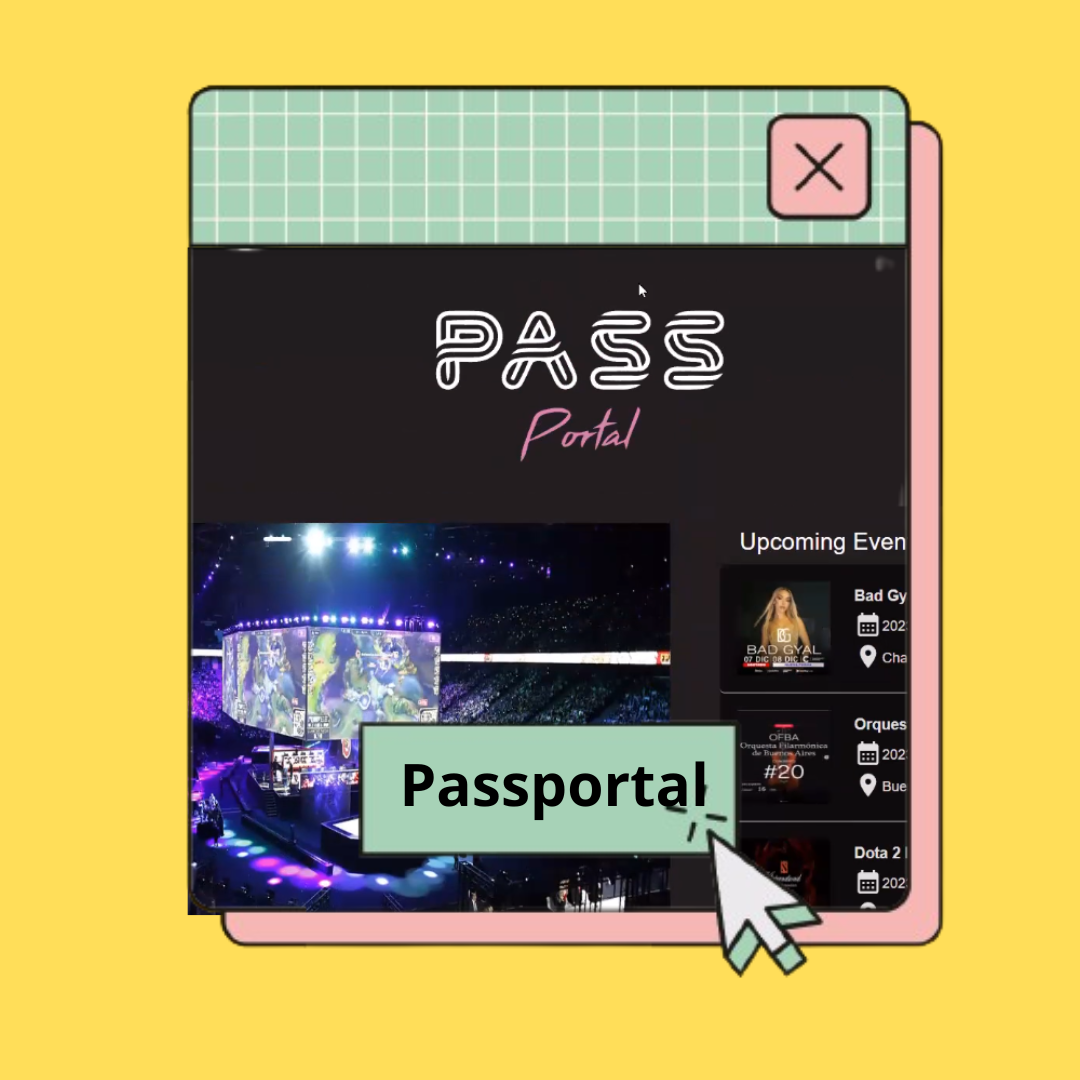 PASS
Portal
Upcoming Even
Bad Gy
202
Cha
BG
BAD GYAL
07 DIC 08 DIC
Orques
202
Bue
OFBA
Orquesta Filarmónica
de Buenos Aires
#20
Dota 2
202
Passportal